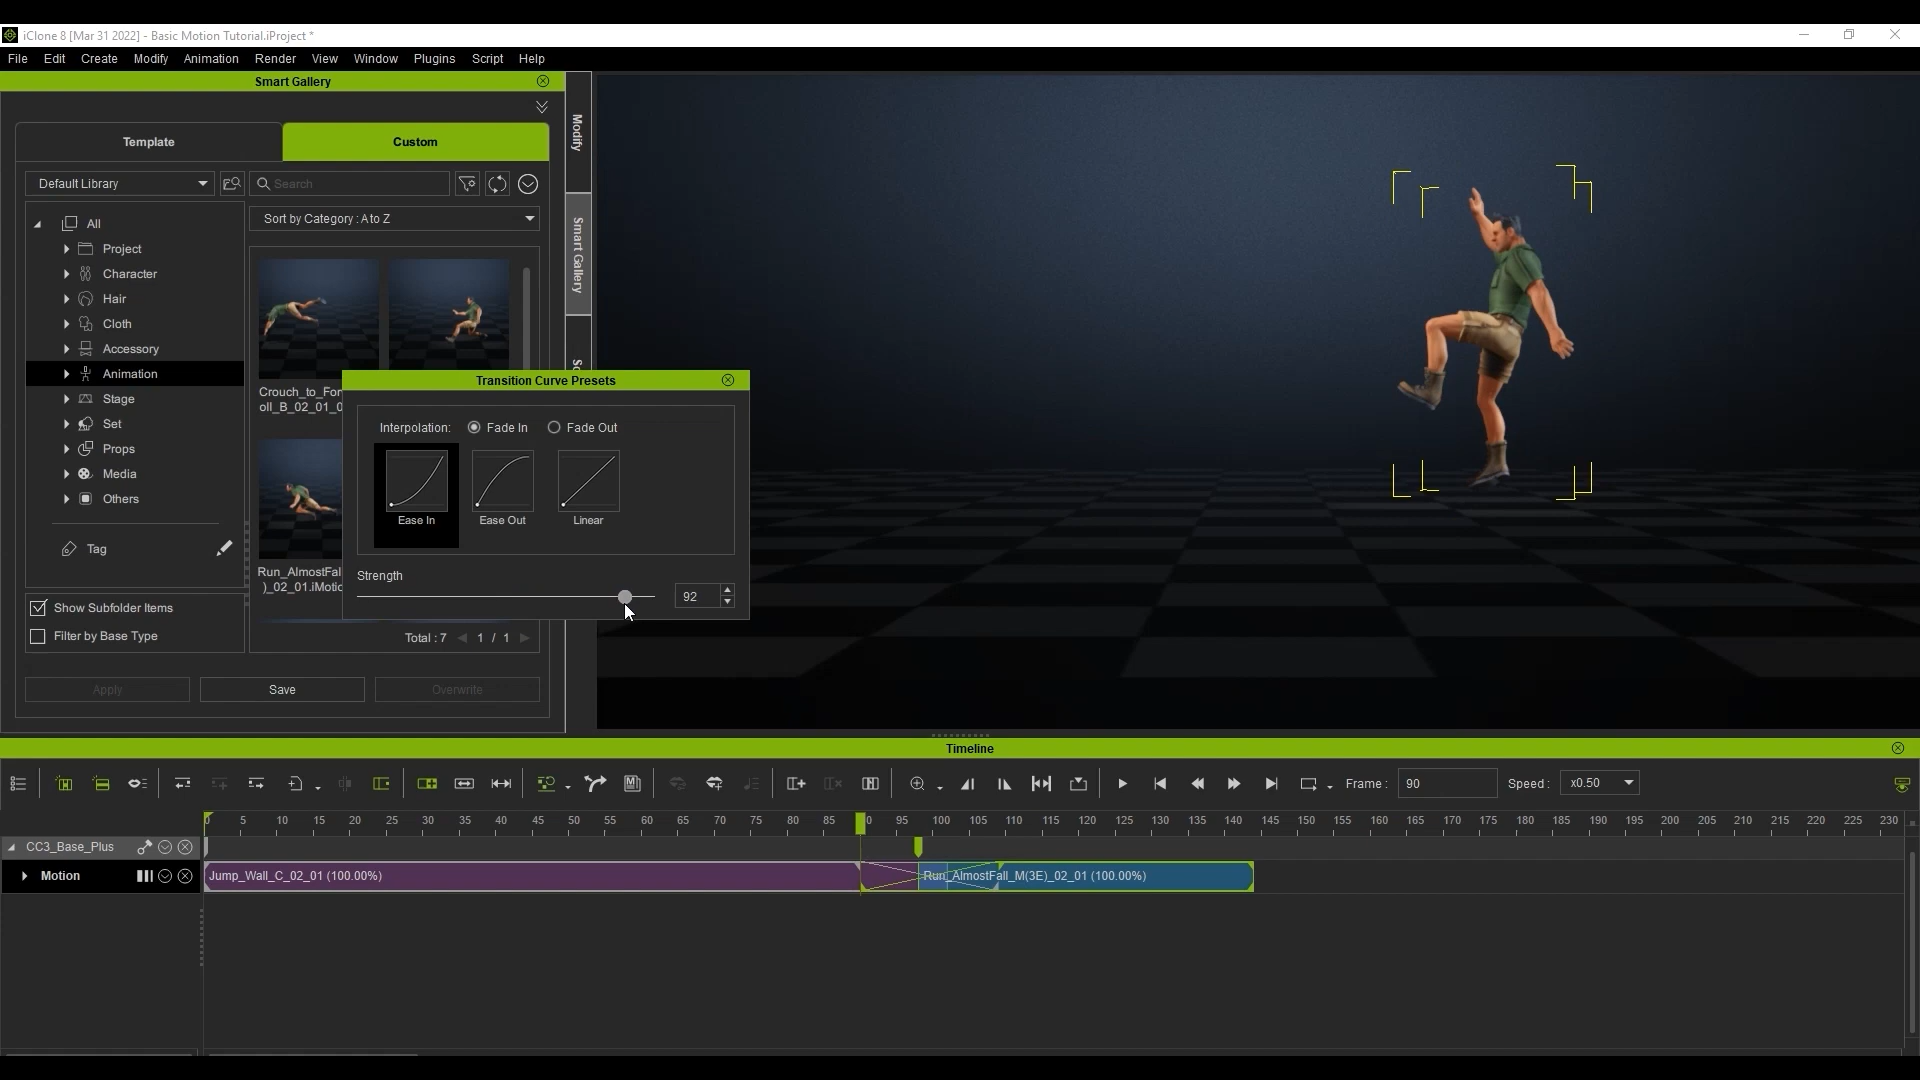 iClone 8 [Mar 31 2022] - Basic Motion Tutorial.iProject *
File Edit Create Modify Animation Render View Window Plugins Script Help
Smart Gallery
Template Custom
Default Library Search
Sort by Category : A to Z
All
Project
Character
Hair
Cloth
Accessory
Animation
Stage
Set
Props
Media
Others
Tag
Show Subfolder Items
Filter by Base Type
Crouch_to_For
oll_B_02_01_0
Run_AlmostFal
)_02_01.iMotio
Total : 7 1 / 1
Apply Save Overwrite
Modify
Smart Gallery
Sc
Transition Curve Presets
Interpolation: Fade In Fade Out
Ease In Ease Out Linear
Strength
92
Timeline
Frame : 90 Speed : x0.50
0 5 10 15 20 25 30 35 40 45 50 55 60 65 70 75 80 85 0 95 100 105 110 115 120 125 130 135 140 145 150 155 160 165 170 175 180 185 190 195 200 205 210 215 220 225 230
CC3_Base_Plus
Motion
Jump_Wall_C_02_01 (100.00%) Run_AlmostFall_M(3E)_02_01 (100.00%)